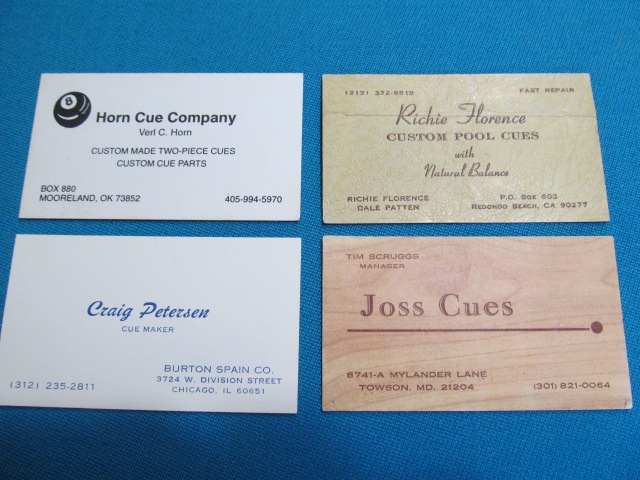 8
Horn Cue Company
Verl C. Horn
CUSTOM MADE TWO-PIECE CUES
CUSTOM CUE PARTS
BOX 880
MOORELAND, OK 73852
405-994-5970
(213) 372-6919 FAST REPAIR
Richie Florence
CUSTOM POOL CUES
with
Natural Balance
RICHIE FLORENCE
DALE PATTEN
P.O. BOX 603
REDONDO BEACH, CA 90277
Craig Petersen
CUE MAKER
BURTON SPAIN CO.
3724 W. DIVISION STREET
CHICAGO, IL 60651
(312) 235-2811
TIM SCRUGGS
MANAGER
Joss Cues
8741-A MYLANDER LANE
TOWSON, MD. 21204
(301) 821-0064